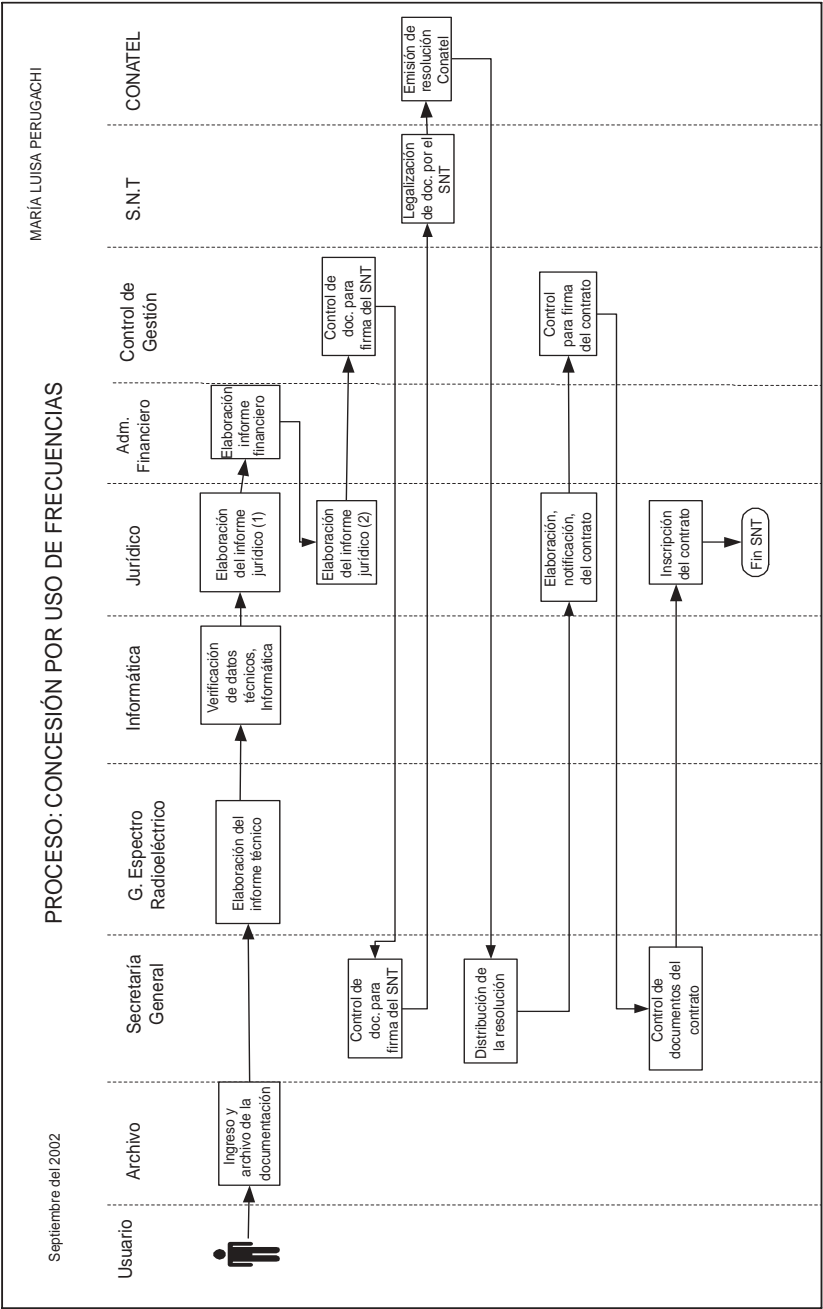 Septiembre del 2002
MARÍA LUISA PERUGACHI
PROCESO: CONCESIÓN POR USO DE FRECUENCIAS
Usuario
Archivo
Secretaría
General
G. Espectro
Radioeléctrico
Informática
Jurídico
Adm.
Financiero
Control de
Gestión
S.N.T
CONATEL
Ingreso y
archivo de la
documentación
Elaboración del
informe técnico
Verificación
de datos
técnicos,
Informática
Elaboración
del informe
jurídico (1)
Elaboración
informe
financiero
Elaboración
del informe
jurídico (2)
Control de
doc. para
firma del SNT
Control de
doc. para
firma del SNT
Legalización
de doc. por el
SNT
Emisión de
resolución
Conatel
Distribución de
la resolución
Elaboración,
notificación,
del contrato
Control
para firma
del contrato
Control de
documentos del
contrato
Inscripción
del contrato
Fin SNT